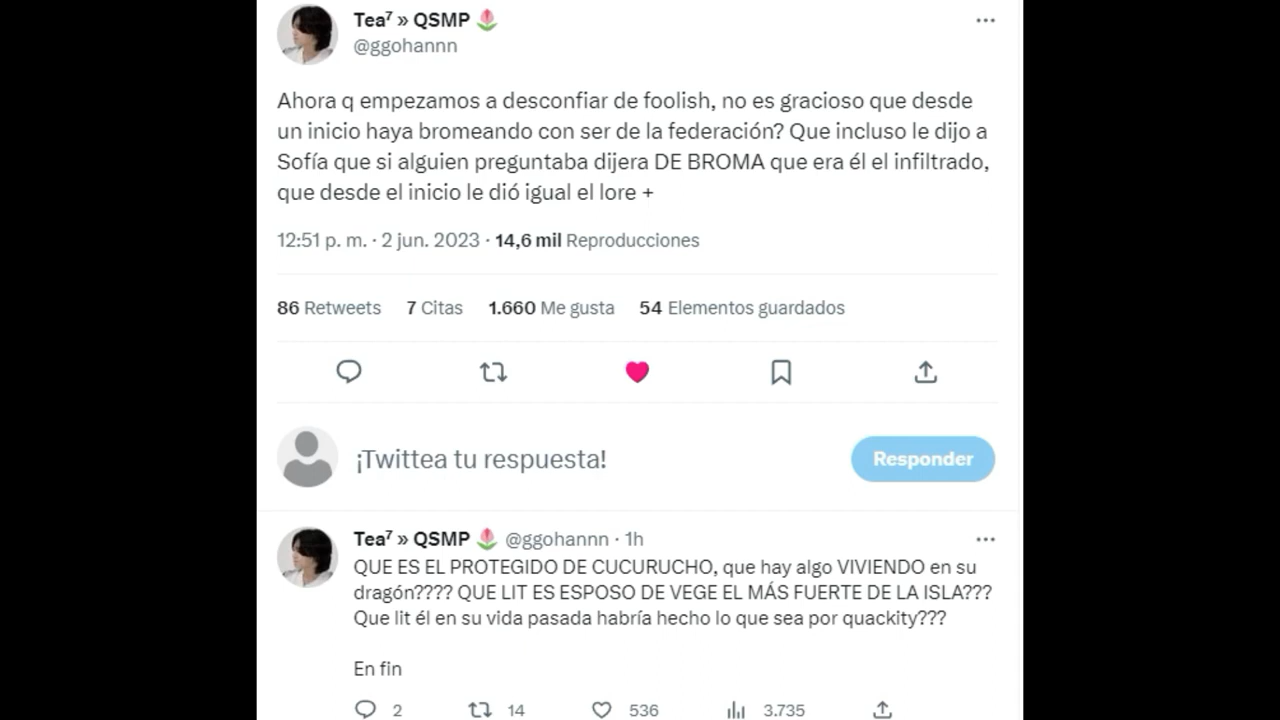 Tea⁷ » QSMP 🌷
@ggohannn
Ahora q empezamos a desconfiar de foolish, no es gracioso que desde
un inicio haya bromeando con ser de la federación? Que incluso le dijo a
Sofía que si alguien preguntaba dijera DE BROMA que era él el infiltrado,
que desde el inicio le dió igual el lore +
12:51 p. m. · 2 jun. 2023 · 14,6 mil Reproducciones
86 Retweets 7 Citas 1.660 Me gusta 54 Elementos guardados
¡Twittea tu respuesta!
Responder
Tea⁷ » QSMP 🌷 @ggohannn · 1h
QUE ES EL PROTEGIDO DE CUCURUCHO, que hay algo VIVIENDO en su
dragón???? QUE LIT ES ESPOSO DE VEGE EL MÁS FUERTE DE LA ISLA???
Que lit él en su vida pasada habría hecho lo que sea por quackity???
En fin
2 14 536 3.735